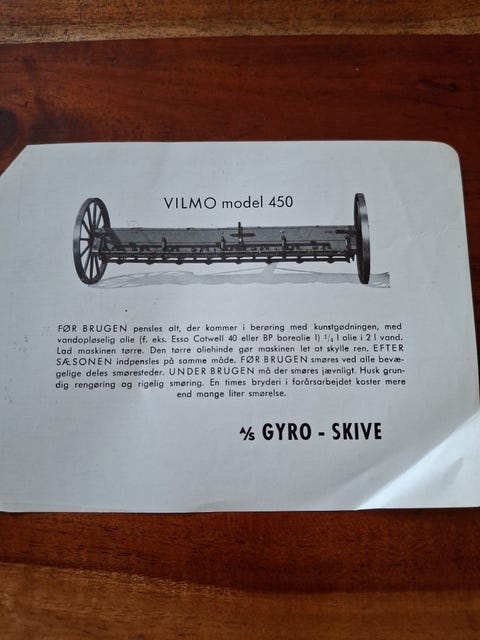 VILMO model 450
FØR BRUGEN pensles alt, der kommer i berøring med kunstgødningen, med
vandopløselig olie (f. eks. Esso Cotwell 40 eller BP boreolie I) ¼ l olie i 2 l vand.
Lad maskinen tørre. Den tørre oliehinde gør maskinen let at skylle ren. EFTER
SÆSONEN indpensles på samme måde. FØR BRUGEN smøres ved alle bevæ-
gelige deles smøresteder. UNDER BRUGEN må der smøres jævnligt. Husk grun-
dig rengøring og rigelig smøring. En times bryderi i forårsarbejdet koster mere
end mange liter smørelse.
A/S GYRO - SKIVE